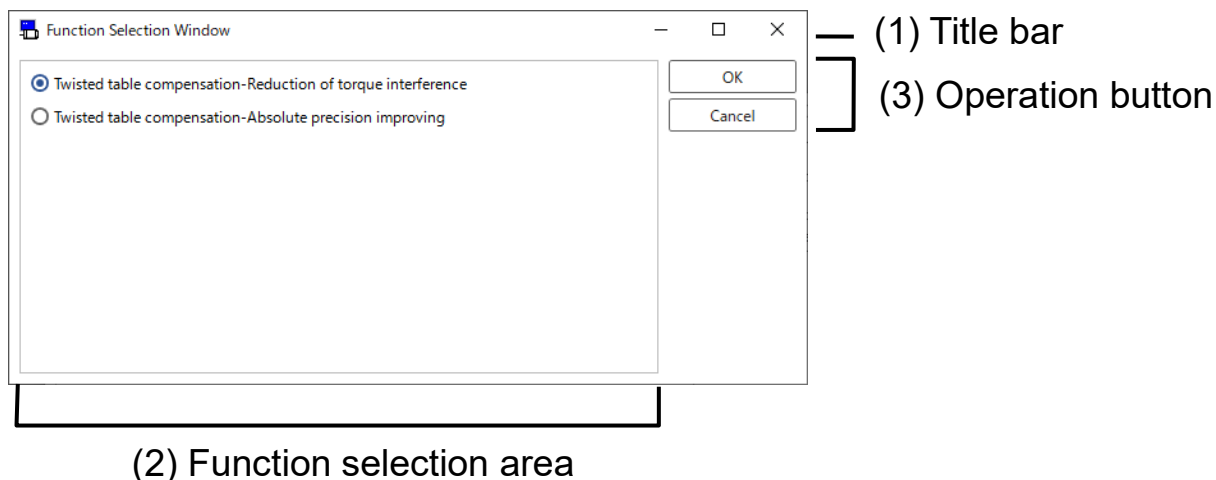 Function Selection Window
(1) Title bar
Twisted table compensation-Reduction of torque interference
OK
(3) Operation button
Twisted table compensation-Absolute precision improving
Cancel
(2) Function selection area